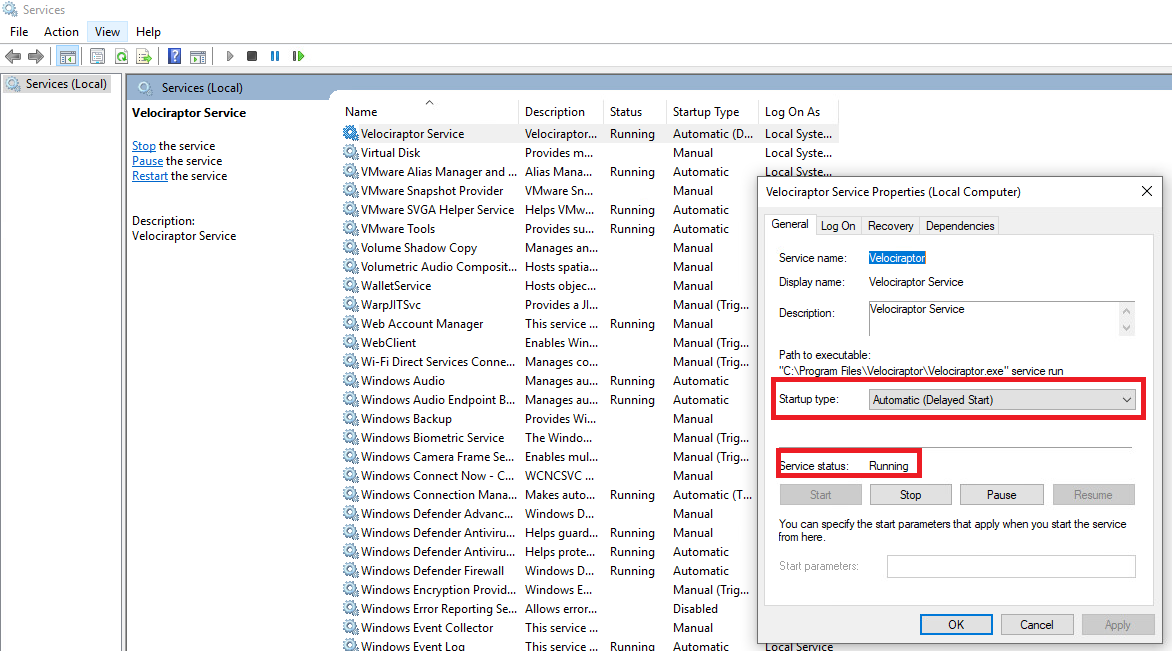 Services
File Action View Help
Services (Local)
Services (Local)
Velociraptor Service
Stop the service
Pause the service
Restart the service
Description:
Velociraptor Service
Name Description Status Startup Type Log On As
Velociraptor Service Velociraptor... Running Automatic (D... Local Syste...
Virtual Disk Provides m... Manual Local Syste...
VMware Alias Manager and ... Alias Mana... Running Automatic Local Syste...
VMware Snapshot Provider VMware Sn... Manual
VMware SVGA Helper Service Helps VMw... Running Automatic
VMware Tools Provides su... Running Automatic
Volume Shadow Copy Manages an... Manual
Volumetric Audio Composit... Hosts spatia... Manual
WalletService Hosts objec... Manual
WarpJITSvc Provides a JI... Manual (Trig...
Web Account Manager This service ... Running Manual
WebClient Enables Win... Manual (Trig...
Wi-Fi Direct Services Conne... Manages co... Manual (Trig...
Windows Audio Manages au... Running Automatic
Windows Audio Endpoint B... Manages au... Running Automatic
Windows Backup Provides Wi... Manual
Windows Biometric Service The Windo... Manual (Trig...
Windows Camera Frame Se... Enables mul... Manual (Trig...
Windows Connect Now - C... WCNCSVC ... Manual
Windows Connection Mana... Makes auto... Running Automatic (T...
Windows Defender Advanc... Windows D... Manual
Windows Defender Antiviru... Helps guard... Running Manual
Windows Defender Antiviru... Helps prote... Running Automatic
Windows Defender Firewall Windows D... Running Automatic
Windows Encryption Provid... Windows E... Manual (Trig...
Windows Error Reporting Se... Allows error... Disabled
Windows Event Collector This service ... Manual
Windows Event Log This service ... Running Automatic Local Service
Velociraptor Service Properties (Local Computer)
General Log On Recovery Dependencies
Service name: Velociraptor
Display name: Velociraptor Service
Description: Velociraptor Service
Path to executable:
"C:\Program Files\Velociraptor\Velociraptor.exe" service run
Startup type: Automatic (Delayed Start)
Service status: Running
Start Stop Pause Resume
You can specify the start parameters that apply when you start the service
from here.
Start parameters:
OK Cancel Apply